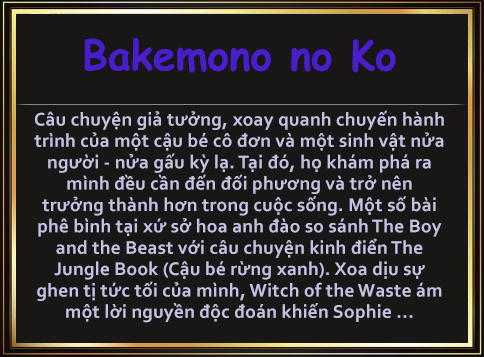 Bakemono no Ko
Câu chuyện giả tưởng, xoay quanh chuyến hành
trình của một cậu bé cô đơn và một sinh vật nửa
người - nửa gấu kỳ lạ. Tại đó, họ khám phá ra
mình đều cần đến đối phương và trở nên
trưởng thành hơn trong cuộc sống. Một số bài
phê bình tại xứ sở hoa anh đào so sánh The Boy
and the Beast với câu chuyện kinh điển The
Jungle Book (Cậu bé rừng xanh). Xoa dịu sự
ghen tị tức tối của mình, Witch of the Waste ám
một lời nguyền độc đoán khiến Sophie ...